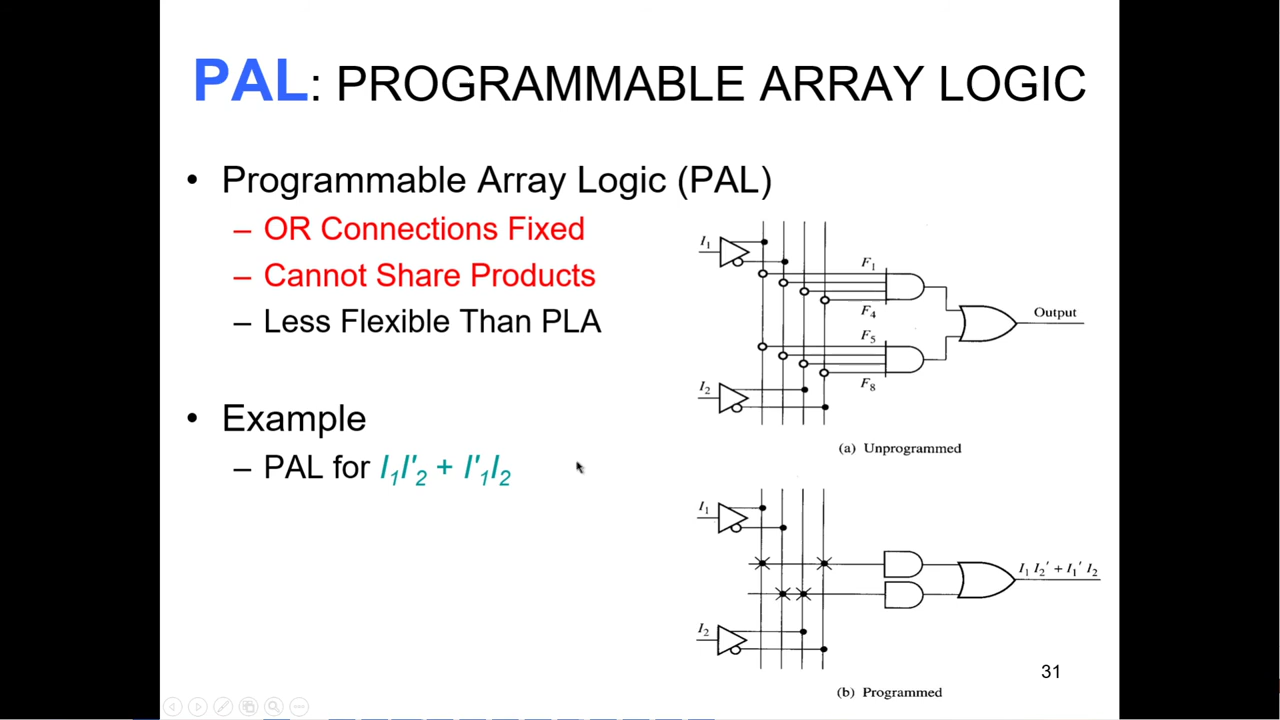 PAL: PROGRAMMABLE ARRAY LOGIC
• Programmable Array Logic (PAL)
– OR Connections Fixed
– Cannot Share Products
– Less Flexible Than PLA
• Example
– PAL for I₁I'₂ + I'₁I₂
I₁
F₁
F₄
Output
F₅
I₂
F₈
(a) Unprogrammed
I₁
I₁ I₂' + I₁' I₂
I₂
(b) Programmed
31